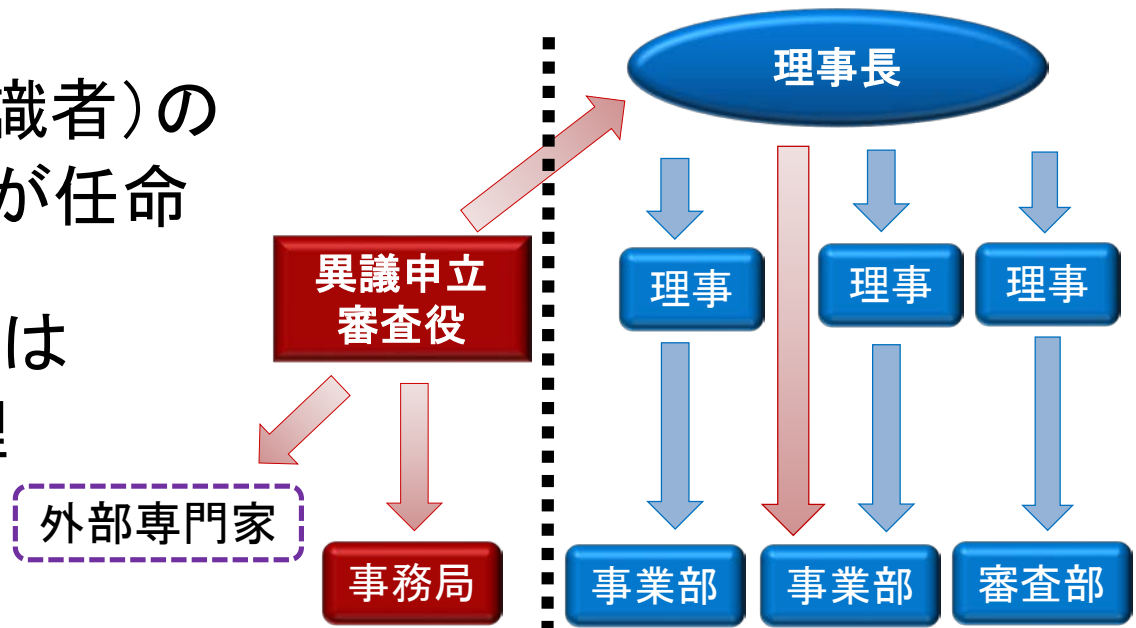 識者)の
が任命
は
理事長
異議申立
審査役
理事
理事
理事
外部専門家
事務局
事業部
事業部
審査部